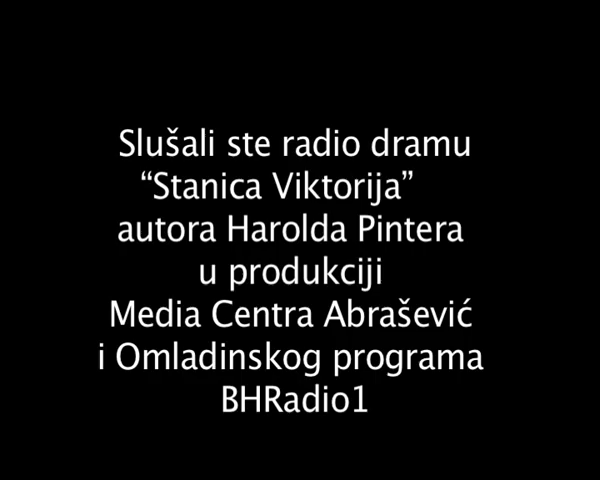 Slušali ste radio dramu
“Stanica Viktorija”
autora Harolda Pintera
u produkciji
Media Centra Abrašević
i Omladinskog programa
BHRadio1